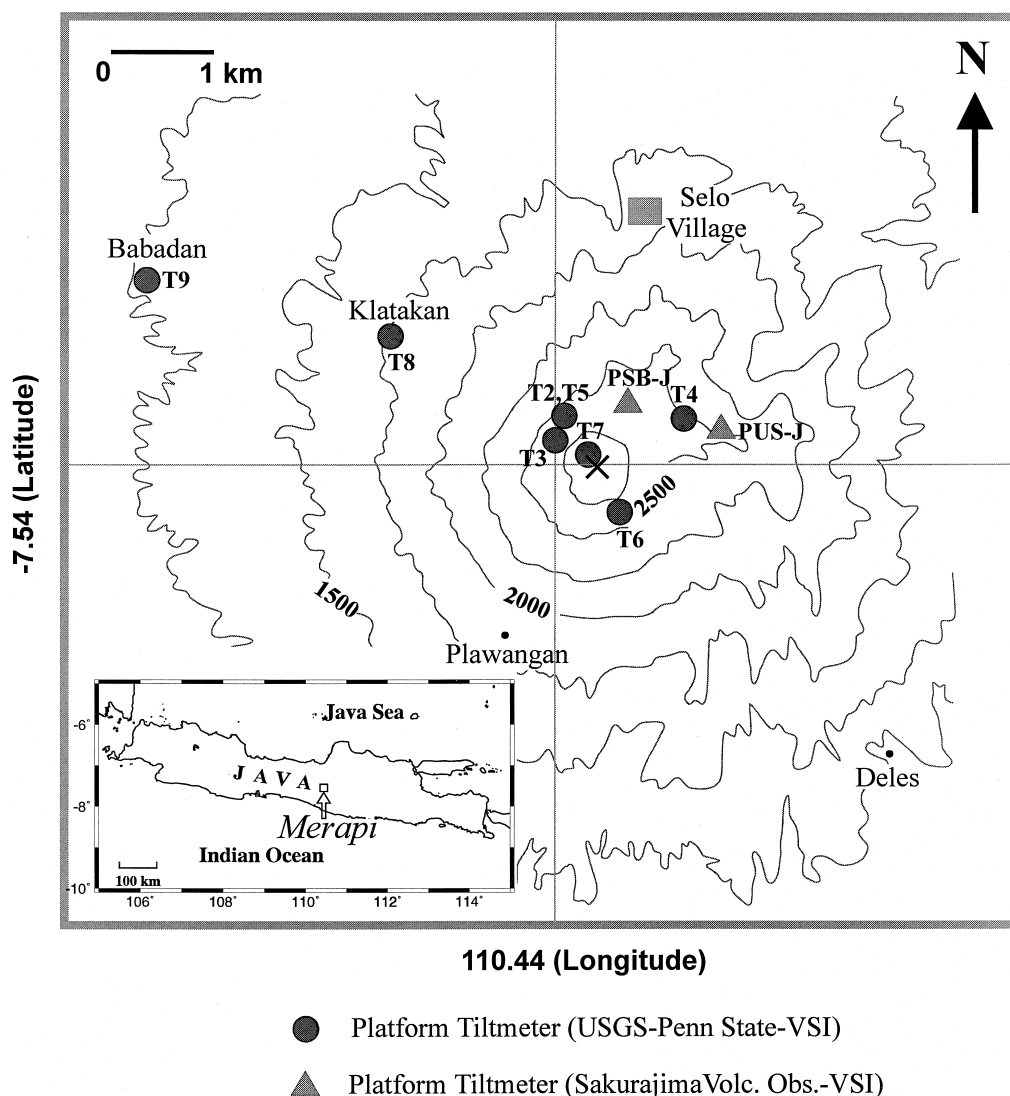 N
0 1 km
Selo
Village
Babadan
T9
Klatakan
T8
PSB-J
T2,T5
T4
T7
PUS-J
T3
2500
T6
-7.54 (Latitude)
1500
2000
Plawangan
Deles
Java Sea
-6°
JAVA
-8°
Merapi
Indian Ocean
100 km
-10°
106° 108° 110° 112° 114°
110.44 (Longitude)
Platform Tiltmeter (USGS-Penn State-VSI)
Platform Tiltmeter (SakurajimaVolc. Obs.-VSI)